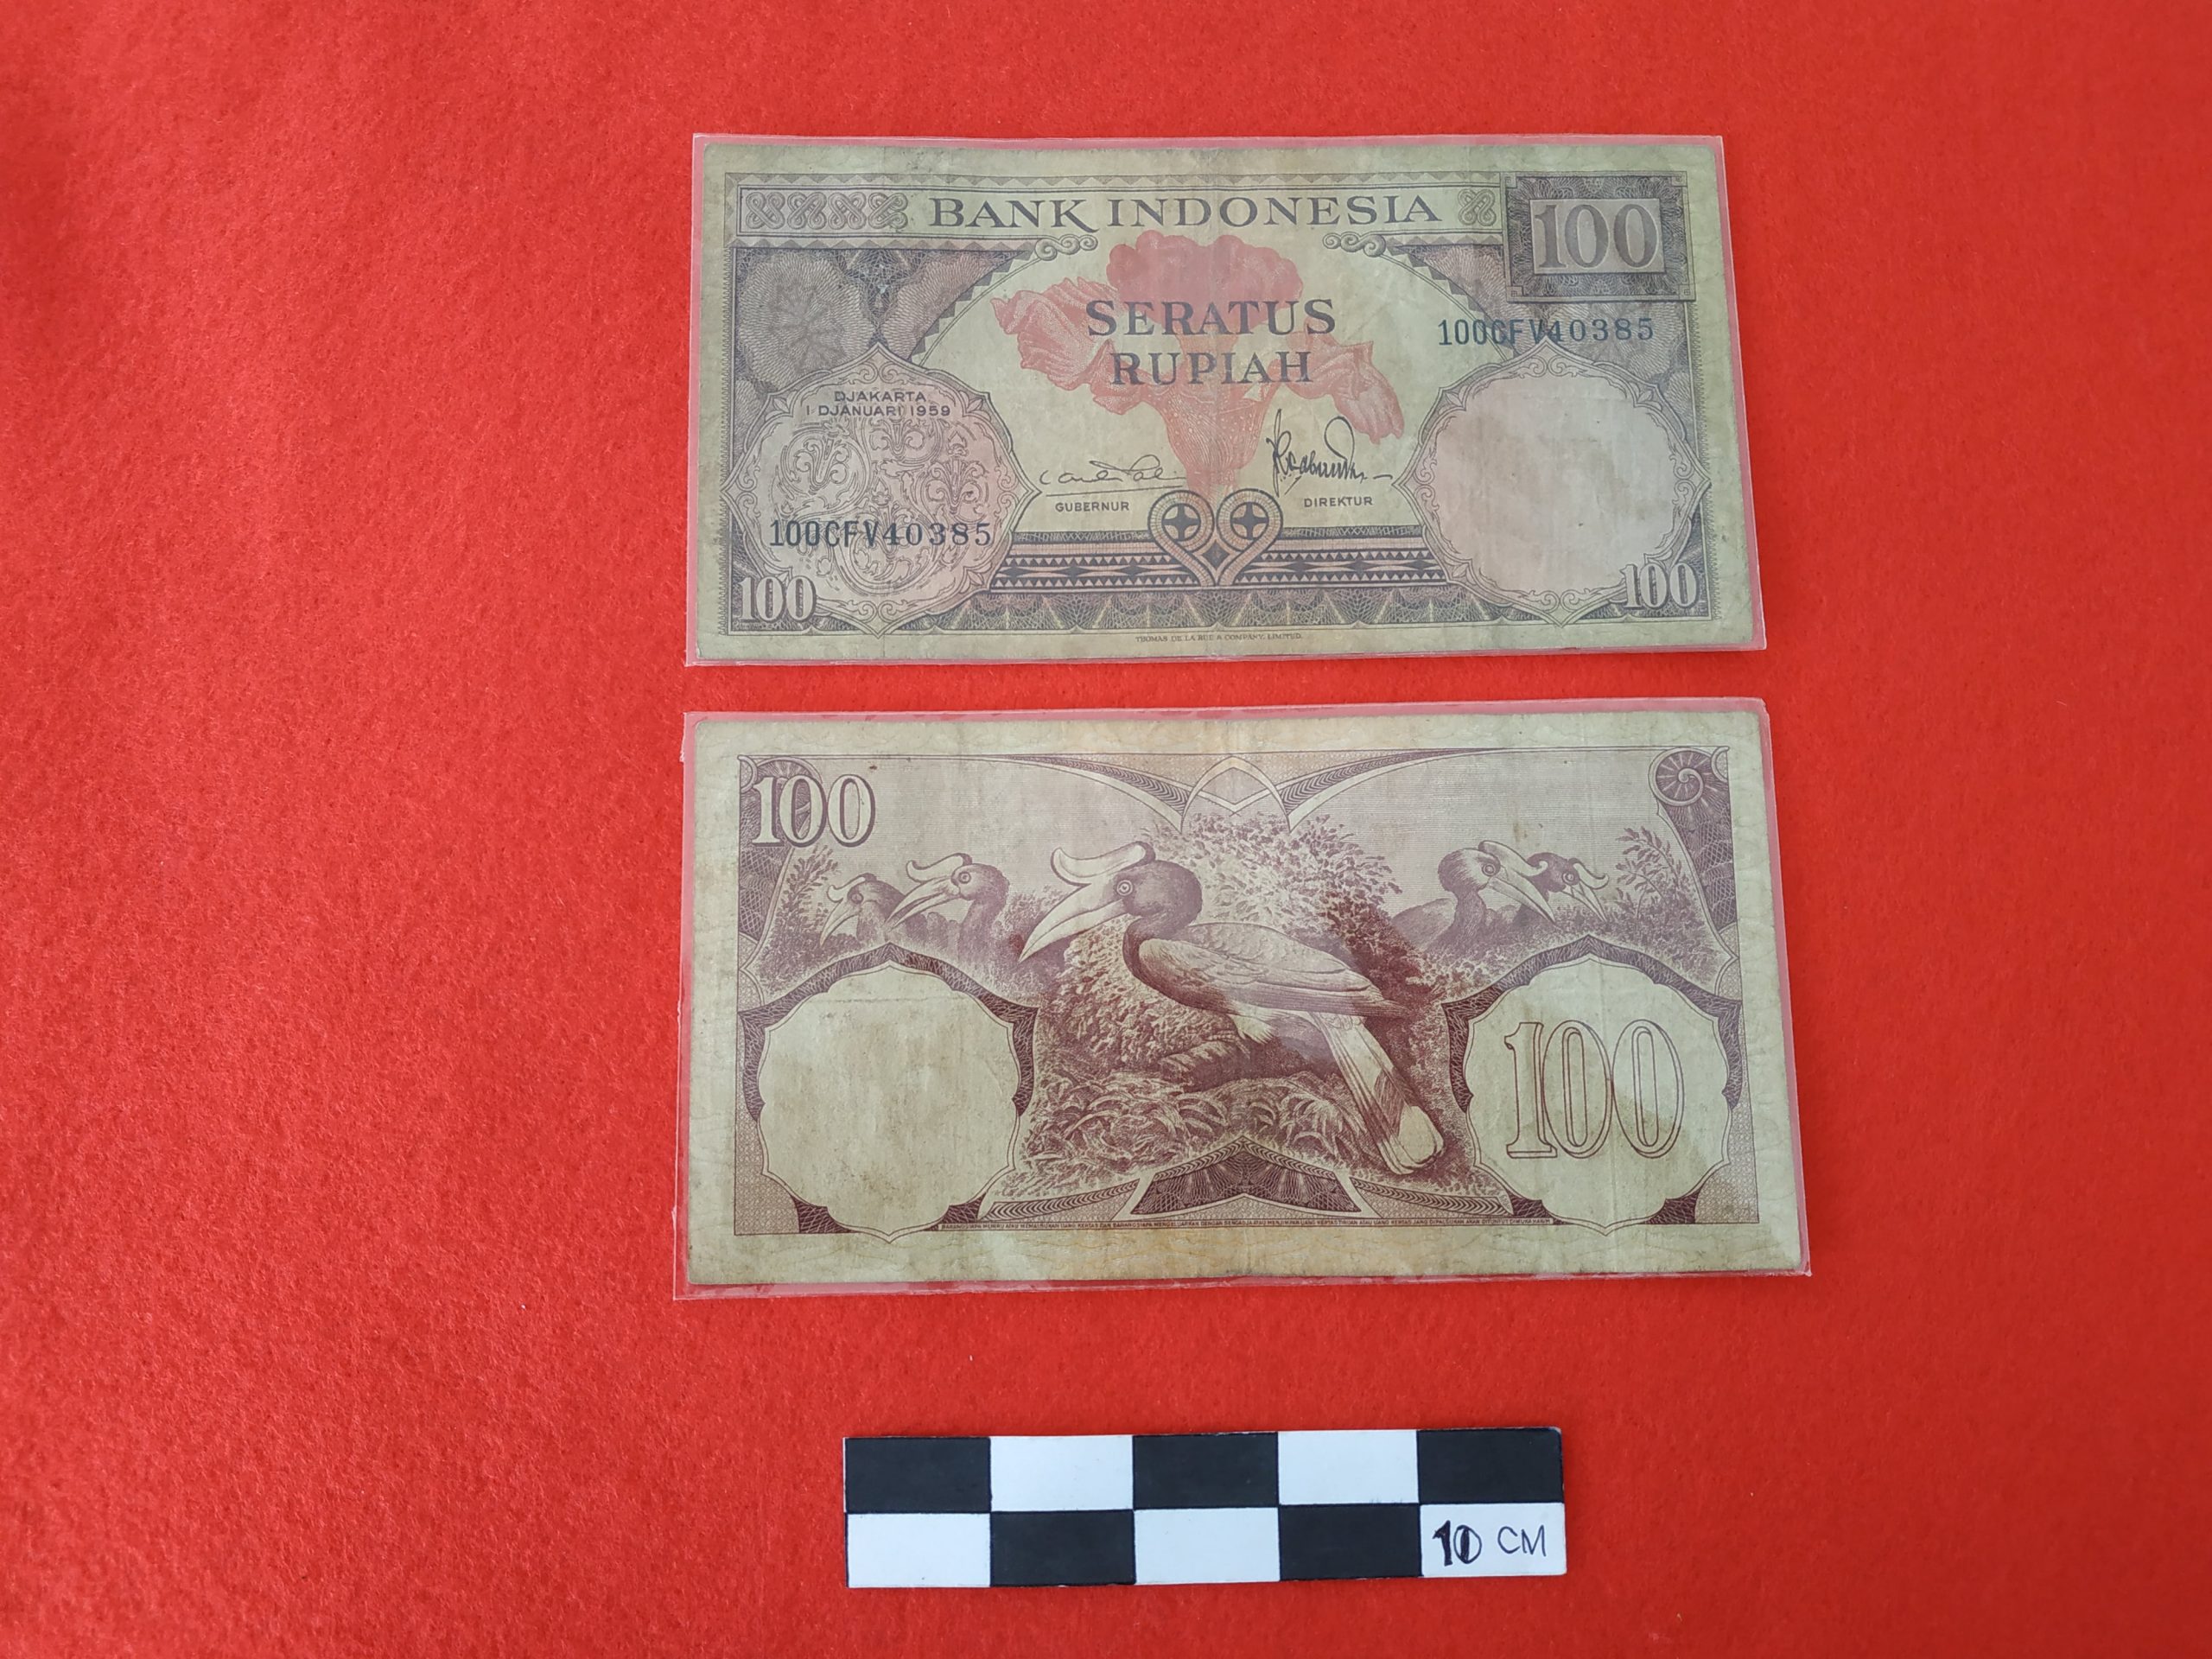 BANK INDONESIA
100
SERATUS
RUPIAH
100CFV40385
DJAKARTA
1 DJANUARI 1959
GUBERNUR
DIREKTUR
100CFV40385
100
100
THOMAS DE LA RUE & COMPANY, LIMITED.
100
100
10 CM